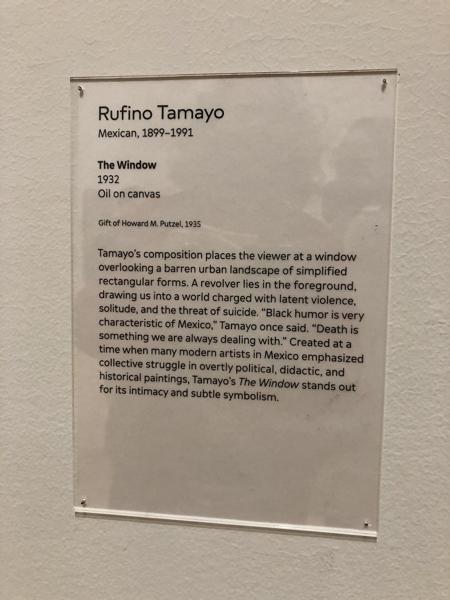 Rufino Tamayo
Mexican, 1899–1991
The Window
1932
Oil on canvas
Gift of Howard M. Putzel, 1935
Tamayo's composition places the viewer at a window
overlooking a barren urban landscape of simplified
rectangular forms. A revolver lies in the foreground,
drawing us into a world charged with latent violence,
solitude, and the threat of suicide. “Black humor is very
characteristic of Mexico,” Tamayo once said. “Death is
something we are always dealing with.” Created at a
time when many modern artists in Mexico emphasized
collective struggle in overtly political, didactic, and
historical paintings, Tamayo's The Window stands out
for its intimacy and subtle symbolism.